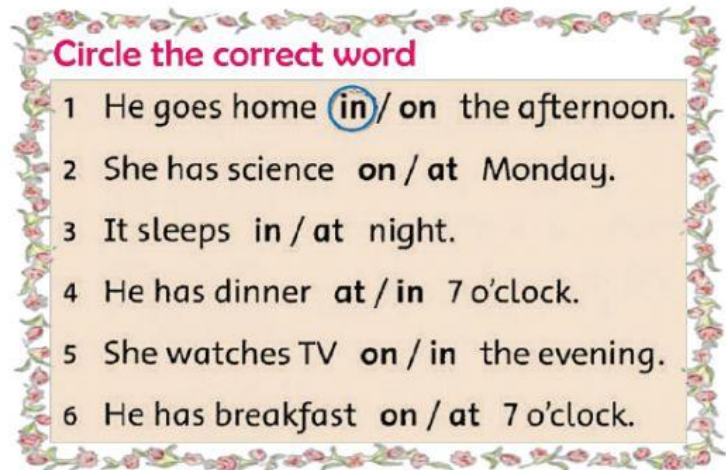 Circle the correct word
1 He goes home in / on the afternoon.
2 She has science on / at Monday.
3 It sleeps in / at night.
4 He has dinner at / in 7 o'clock.
5 She watches TV on / in the evening.
6 He has breakfast on / at 7 o'clock.